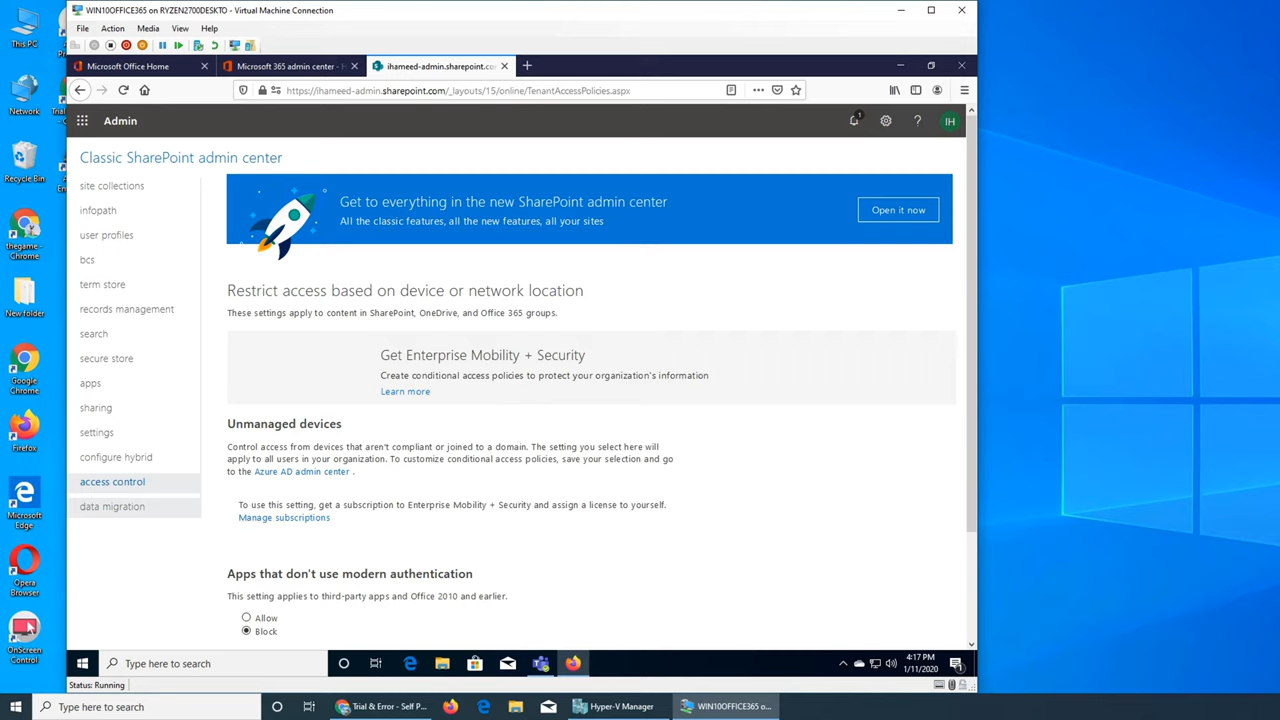 WIN10OFFICE365 on RYZEN2700DESKTO - Virtual Machine Connection
File Action Media View Help
Microsoft Office Home
Microsoft 365 admin center - H
ihameed-admin.sharepoint.co
https://ihameed-admin.sharepoint.com/_layouts/15/online/TenantAccessPolicies.aspx
Admin
1
?
IH
Classic SharePoint admin center
site collections
infopath
user profiles
bcs
term store
records management
search
secure store
apps
sharing
settings
configure hybrid
access control
data migration
Get to everything in the new SharePoint admin center
All the classic features, all the new features, all your sites
Open it now
Restrict access based on device or network location
These settings apply to content in SharePoint, OneDrive, and Office 365 groups.
Get Enterprise Mobility + Security
Create conditional access policies to protect your organization's information
Learn more
Unmanaged devices
Control access from devices that aren't compliant or joined to a domain. The setting you select here will
apply to all users in your organization. To customize conditional access policies, save your selection and go
to the Azure AD admin center .
To use this setting, get a subscription to Enterprise Mobility + Security and assign a license to yourself.
Manage subscriptions
Apps that don't use modern authentication
This setting applies to third-party apps and Office 2010 and earlier.
Allow
Block
Type here to search
4:17 PM
1/11/2020
1
Status: Running
This PC
Network
Recycle Bin
thegame -
Chrome
New folder
Google
Chrome
Firefox
Microsoft
Edge
Opera
Browser
OnScreen
Control
Trial
A
E
Type here to search
Trial & Error - Self P...
Hyper-V Manager
WIN10OFFICE365 o...